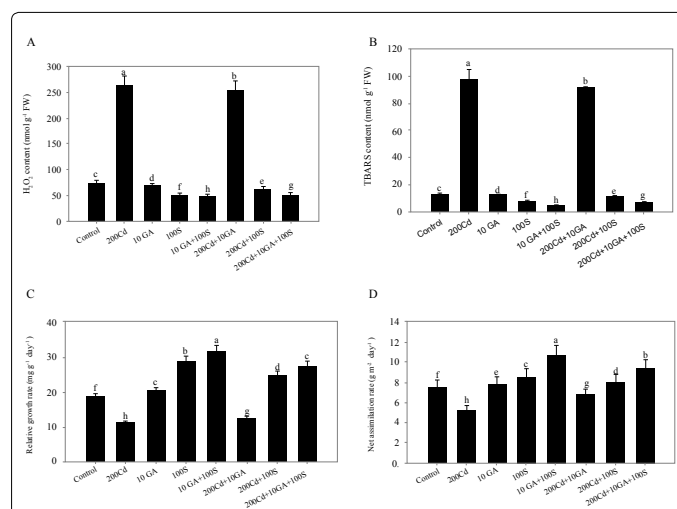 A
H₂O₂ content (nmol g⁻¹ FW)
300
250
200
150
100
50
0
c
a
d
f
h
b
e
g
Control
200Cd
10 GA
100S
10 GA+100S
200Cd+10GA
200Cd+100S
200Cd+10GA+100S
B
TBARS content (nmol g⁻¹ FW)
120
100
80
60
40
20
0
c
a
d
f
h
b
e
g
Control
200Cd
10 GA
100S
10 GA+100S
200Cd+10GA
200Cd+100S
200Cd+10GA+100S
C
Relative growth rate (mg g⁻¹ day⁻¹)
40
30
20
10
0
f
h
c
b
a
g
d
c
Control
200Cd
10 GA
100S
10 GA+100S
200Cd+10GA
200Cd+100S
200Cd+10GA+100S
D
Net assimilation rate (g m⁻² day⁻¹)
14
12
10
8
6
4
2
0.
f
h
e
c
a
g
d
b
Control
200Cd
10 GA
100S
10 GA+100S
200Cd+10GA
200Cd+100S
200Cd+10GA+100S